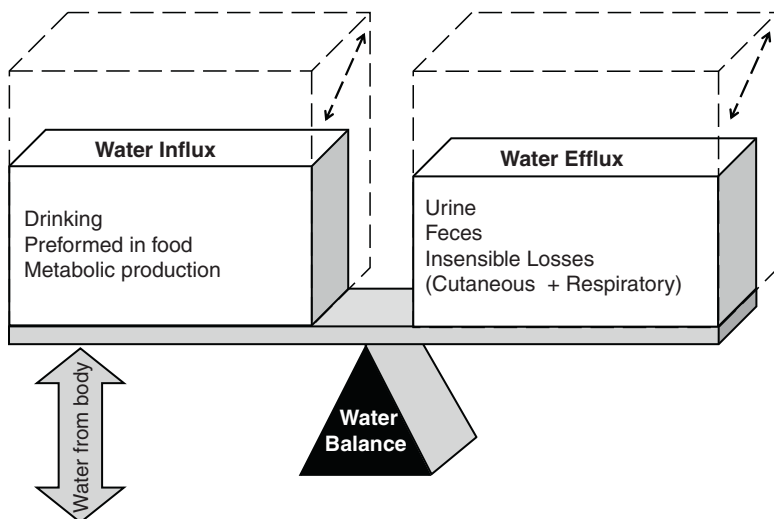 Water Influx
Drinking
Preformed in food
Metabolic production
Water Efflux
Urine
Feces
Insensible Losses
(Cutaneous + Respiratory)
Water from body
Water
Balance